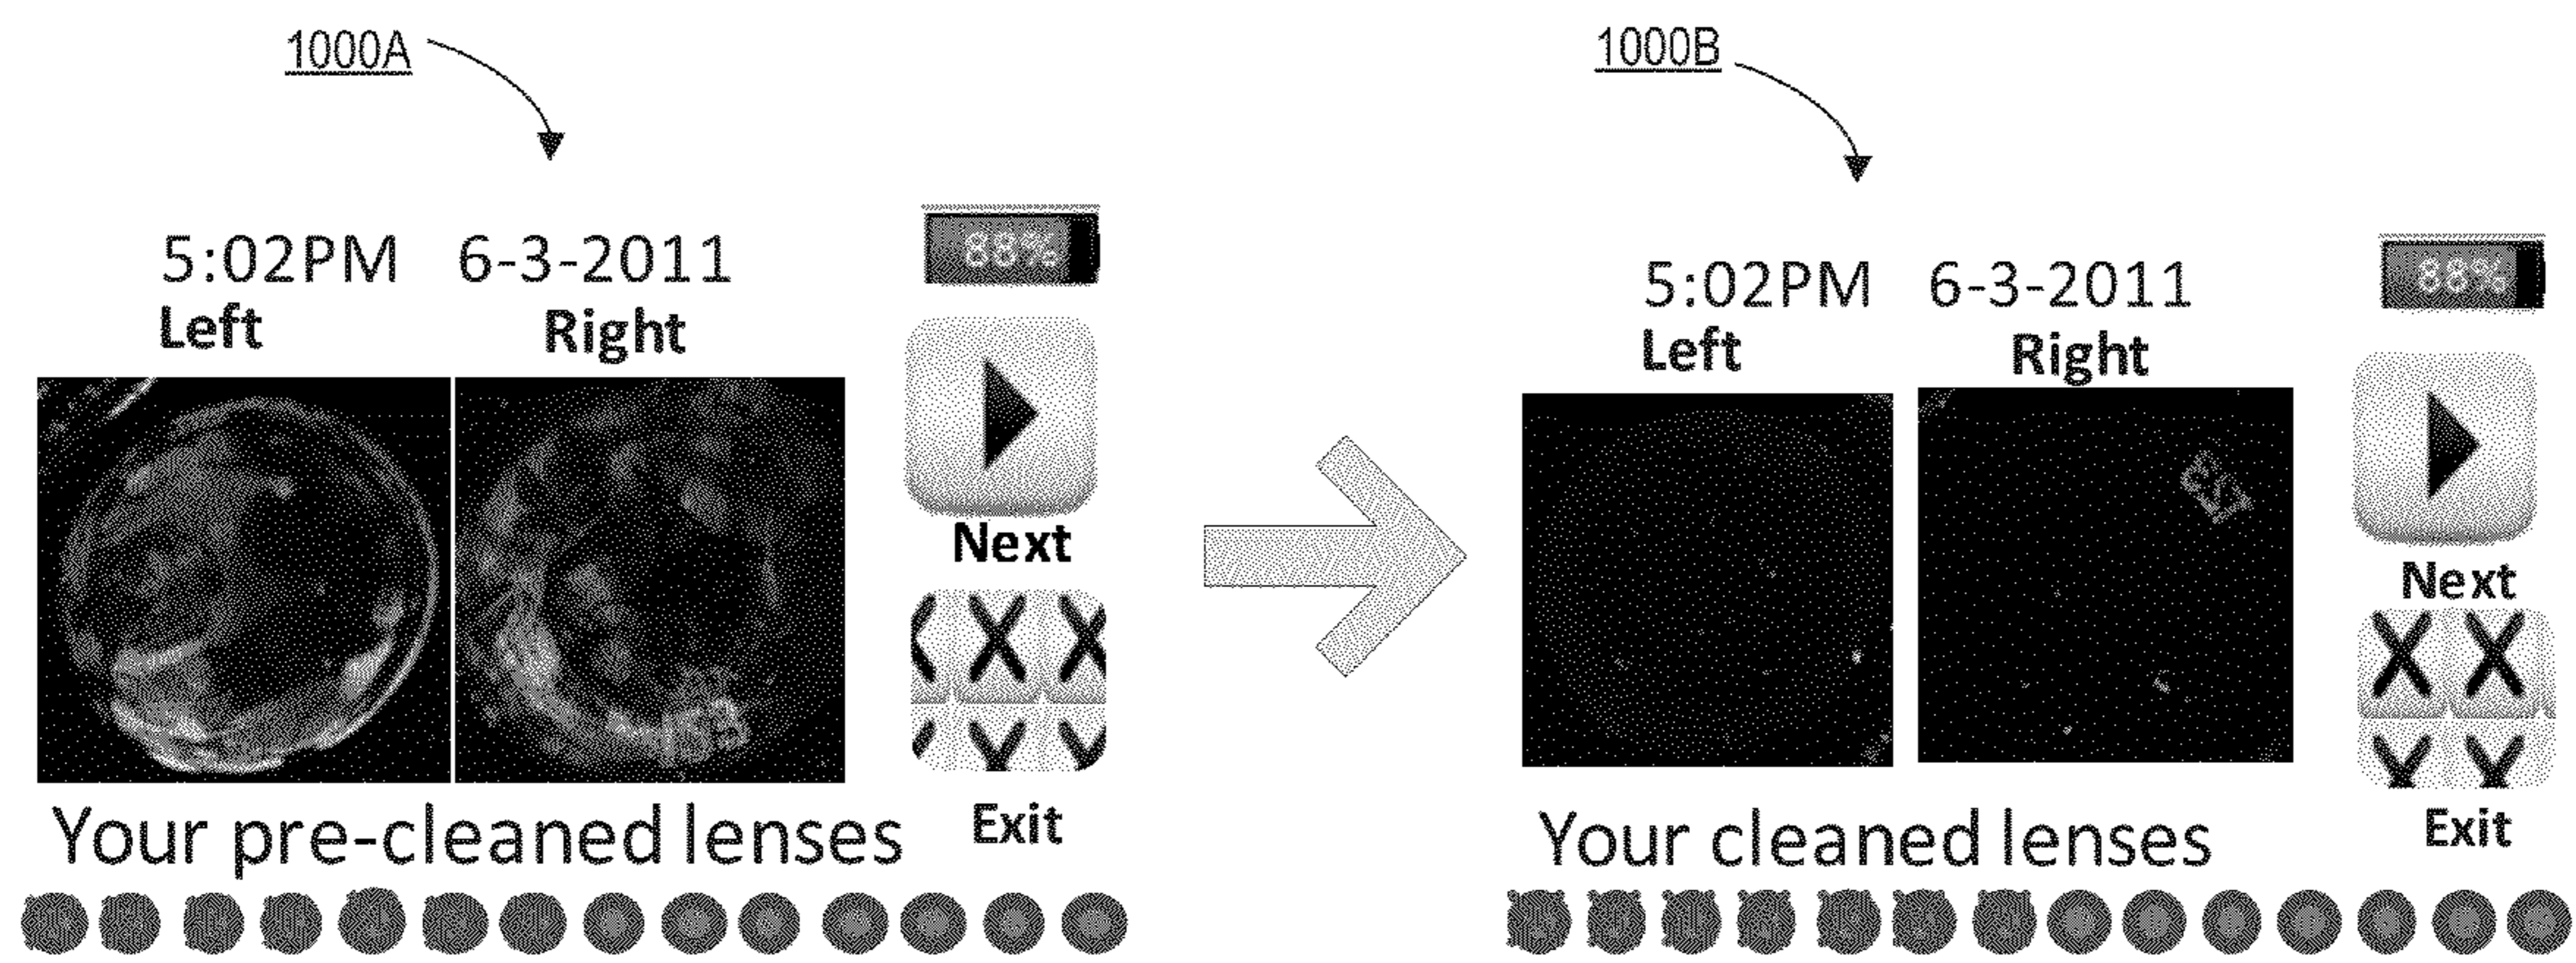 1000A
5:02PM 6-3-2011
88%
Left Right
Next
Your pre-cleaned lenses
Exit
1000B
5:02PM 6-3-2011
88%
Left Right
Next
Your cleaned lenses
Exit